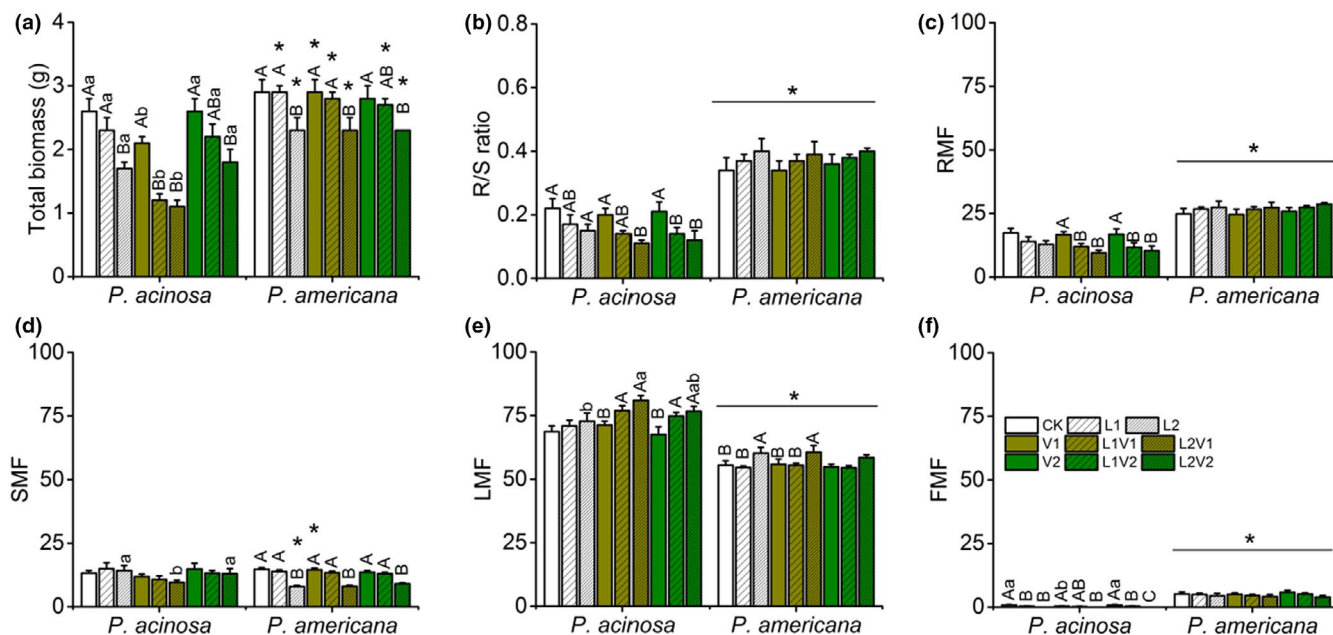 (a)
Total biomass (g)
4
3
2
1
0
Aa
Aa
Ba
Ab
Bb
Bb
Aa
ABa
Ba
A
*
A
*
B
*
A
*
A
*
B
A
*
AB
*
B
P. acinosa
P. americana
(b)
R/S ratio
0.8
0.6
0.4
0.2
0.0
A
AB
A
A
AB
B
A
B
B
*
P. acinosa
P. americana
(c)
RMF
100
75
50
25
0
A
B
B
A
B
B
*
P. acinosa
P. americana
(d)
SMF
100
75
50
25
0
a
b
a
A
A
*
B
*
A
A
B
A
A
B
P. acinosa
P. americana
(e)
LMF
100
75
50
25
0
b
B
A
Aa
B
A
Aab
*
B
B
A
B
B
A
P. acinosa
P. americana
(f)
FMF
100
75
50
25
0
CK L1 L2
V1 L1V1 L2V1
V2 L1V2 L2V2
Aa
B
B
Ab
AB
B
Aa
B
C
*
P. acinosa
P. americana